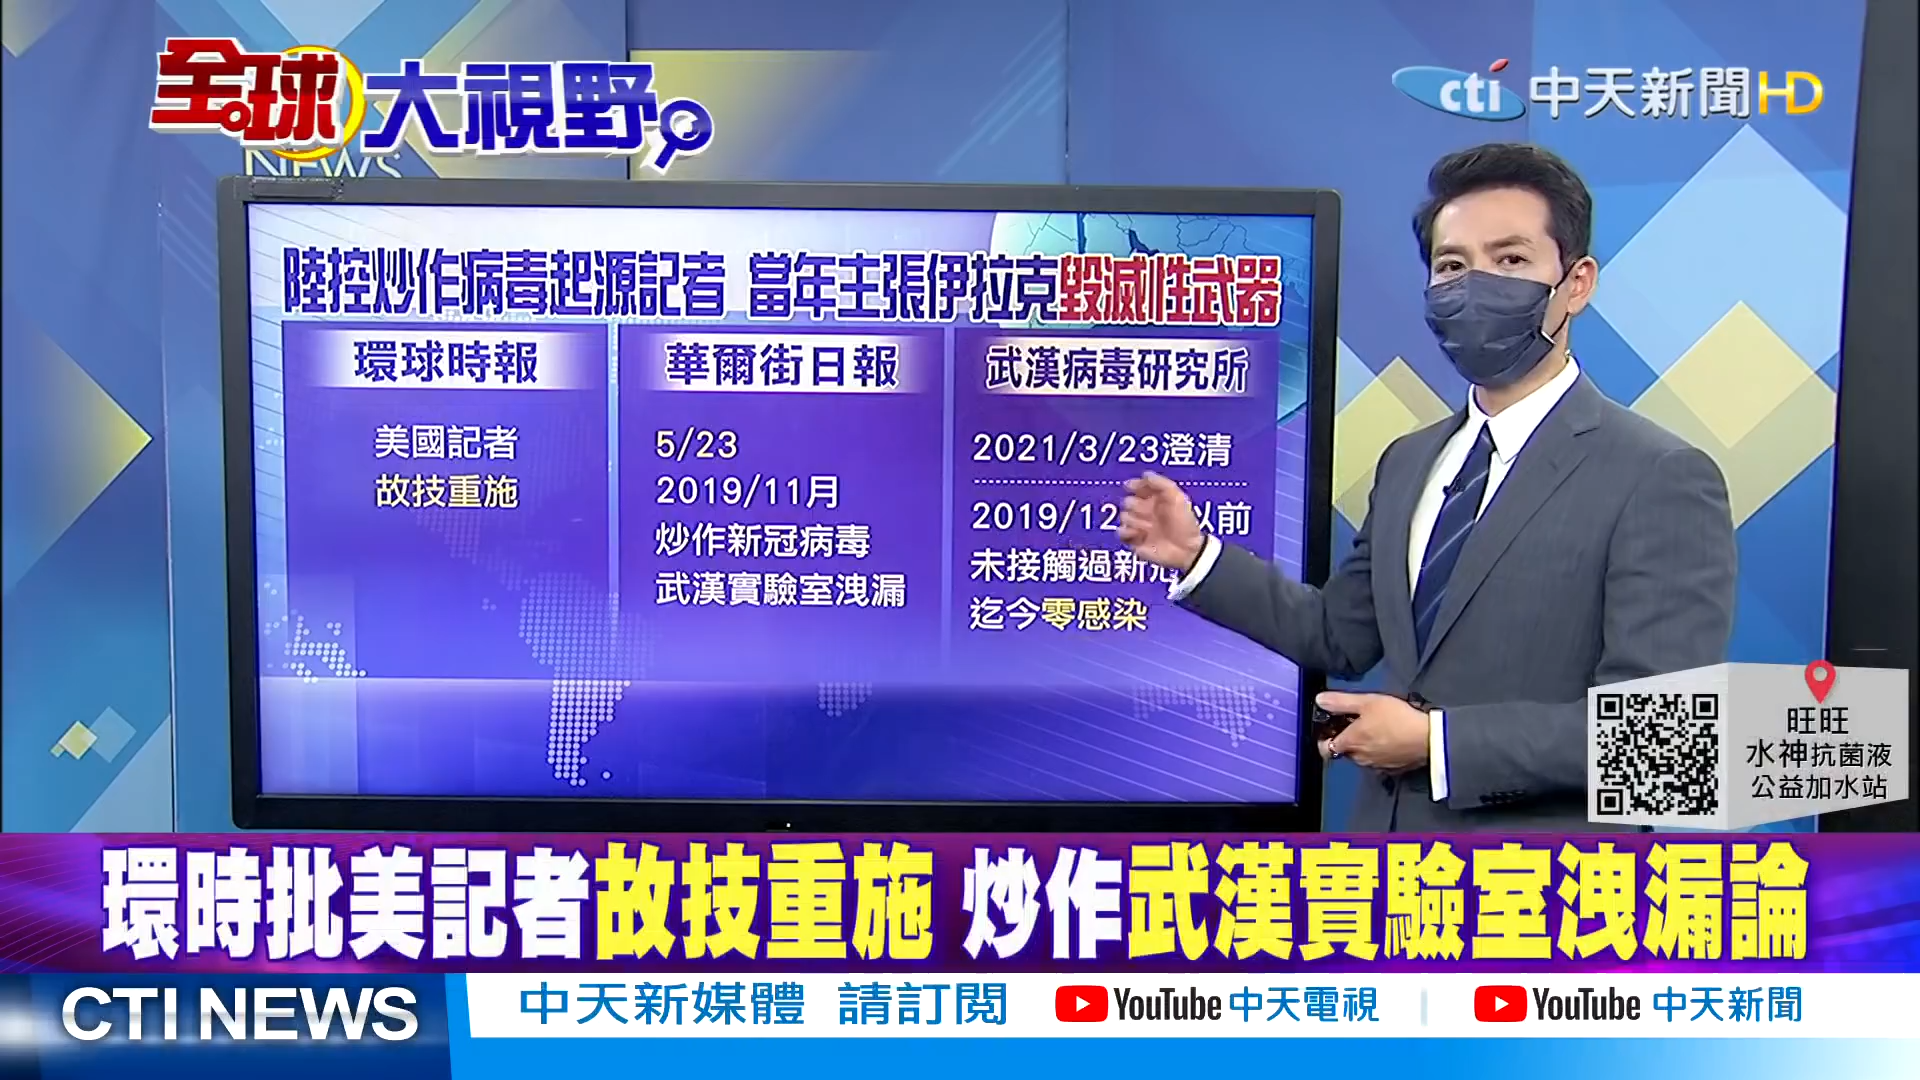 全球大視野
NEWS
cti 中天新聞HD
陸控炒作病毒起源記者 當年主張伊拉克毀滅性武器
環球時報
美國記者
故技重施
華爾街日報
5/23
2019/11月
炒作新冠病毒
武漢實驗室洩漏
武漢病毒研究所
2021/3/23澄清
2019/12 以前
未接觸過新冠
迄今零感染
旺旺
水神抗菌液
公益加水站
環時批美記者故技重施 炒作武漢實驗室洩漏論
CTI NEWS
中天新媒體 請訂閱 YouTube 中天電視 | YouTube 中天新聞